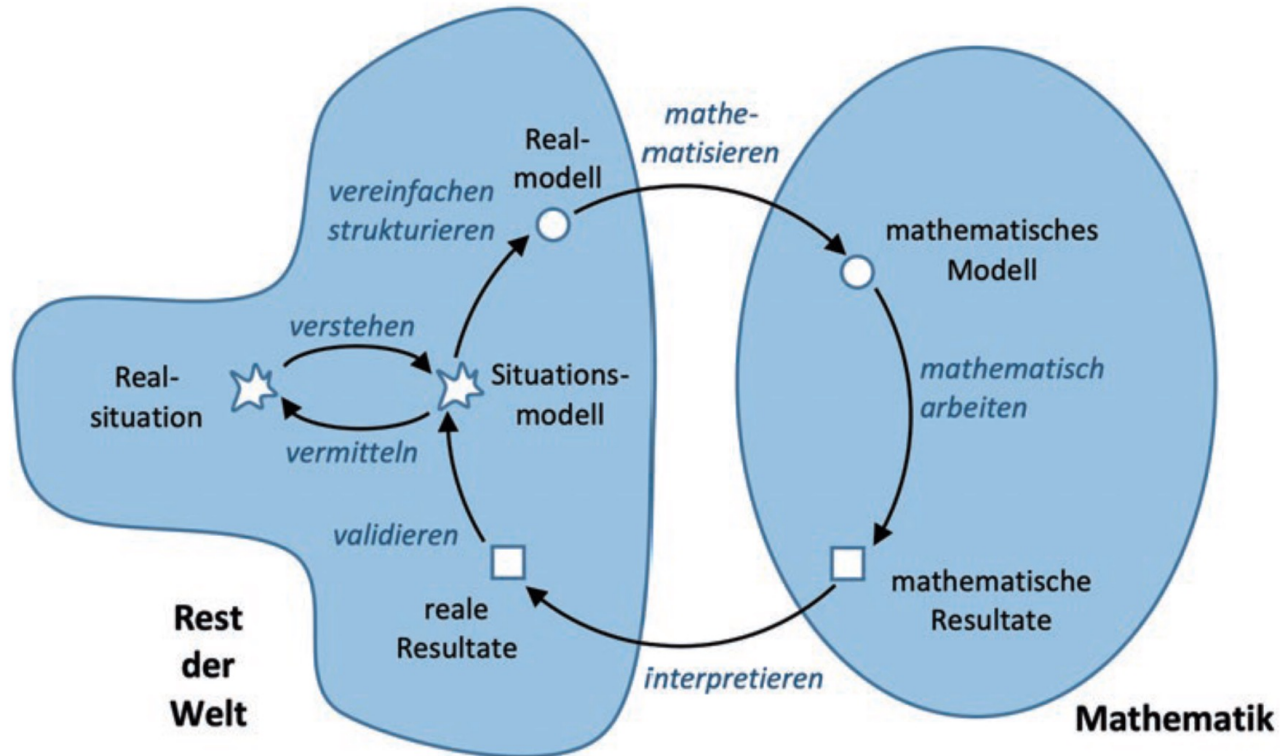 mathe-
matisieren
Real-
modell
vereinfachen
strukturieren
mathematisches
Modell
verstehen
Real-
situation
Situations-
modell
mathematisch
arbeiten
vermitteln
validieren
reale
Resultate
mathematische
Resultate
interpretieren
Rest
der
Welt
Mathematik